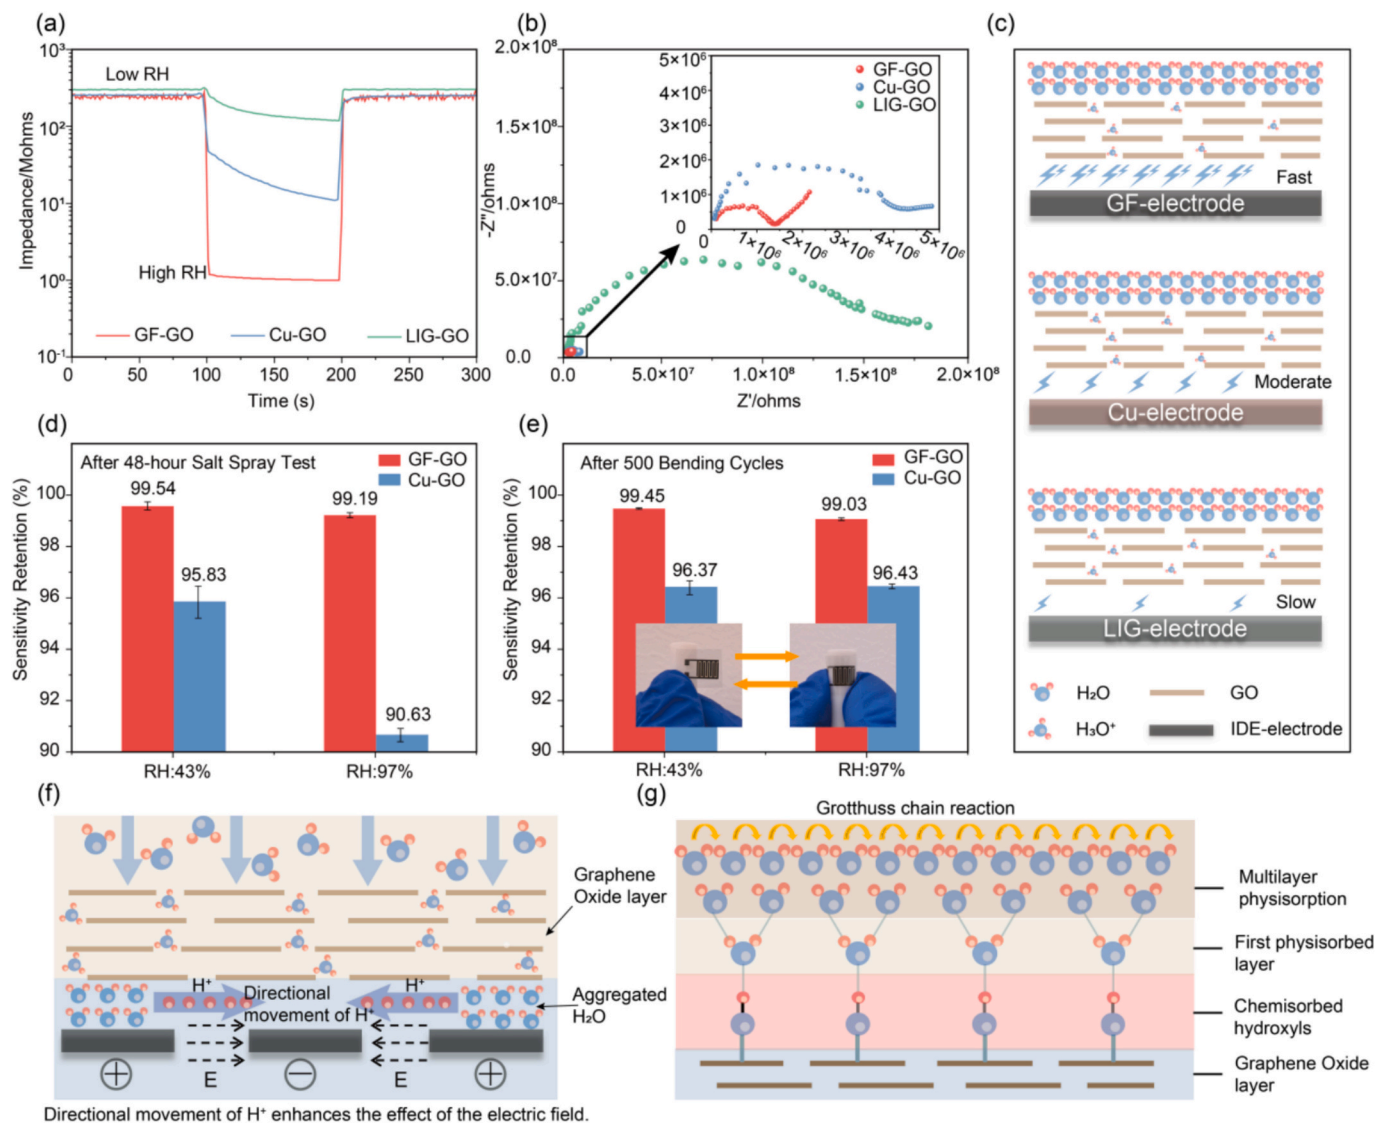 (a)
10³
10²
10¹
10⁰
10⁻¹
Impedance/Mohms
Low RH
High RH
GF-GO
Cu-GO
LIG-GO
0 50 100 150 200 250 300
Time (s)
(b)
2.0×10⁸
1.5×10⁸
1.0×10⁸
5.0×10⁷
0.0
-Z''/ohms
0.0 5.0×10⁷ 1.0×10⁸ 1.5×10⁸ 2.0×10⁸
Z'/ohms
5×10⁶
4×10⁶
3×10⁶
2×10⁶
1×10⁶
0
0 1×10⁶ 2×10⁶ 3×10⁶ 4×10⁶ 5×10⁶
GF-GO
Cu-GO
LIG-GO
(c)
Fast
GF-electrode
Moderate
Cu-electrode
Slow
LIG-electrode
H₂O
GO
H₃O⁺
IDE-electrode
(d)
After 48-hour Salt Spray Test
GF-GO
Cu-GO
Sensitivity Retention (%)
100
98
96
94
92
90
99.54
95.83
99.19
90.63
RH:43%
RH:97%
(e)
After 500 Bending Cycles
GF-GO
Cu-GO
Sensitivity Retention (%)
100
98
96
94
92
90
99.45
96.37
99.03
96.43
RH:43%
RH:97%
(f)
Graphene
Oxide layer
H⁺
H⁺
Directional
movement of H⁺
Aggregated
H₂O
E
E
+
−
+
Directional movement of H⁺ enhances the effect of the electric field.
(g)
Grotthuss chain reaction
Multilayer
physisorption
First physisorbed
layer
Chemisorbed
hydroxyls
Graphene Oxide
layer